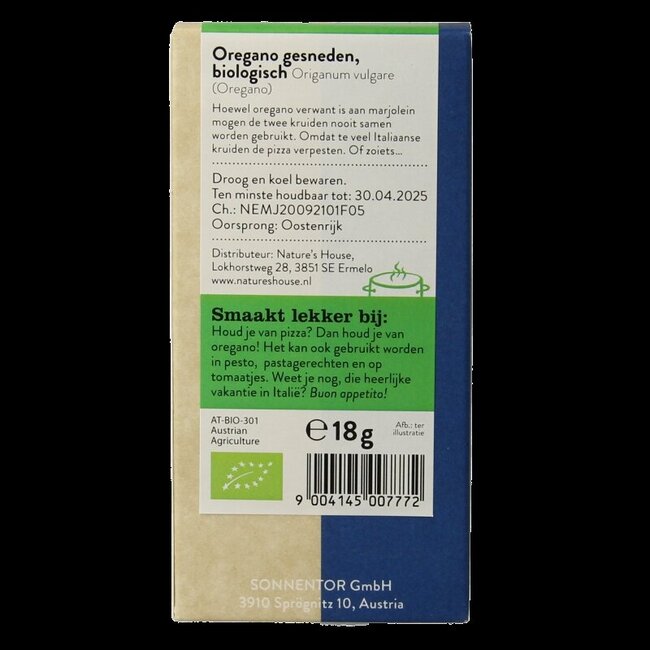 Oregano gesneden,
biologisch Origanum vulgare
(Oregano)
Hoewel oregano verwant is aan marjolein
mogen de twee kruiden nooit samen
worden gebruikt. Omdat te veel Italiaanse
kruiden de pizza verpesten. Of zoiets...
Droog en koel bewaren.
Ten minste houdbaar tot: 30.04.2025
Ch.: NEMJ20092101F05
Oorsprong: Oostenrijk
Distributeur: Nature's House,
Lokhorstweg 28, 3851 SE Ermelo
www.natureshouse.nl
Smaakt lekker bij:
Houd je van pizza? Dan houd je van
oregano! Het kan ook gebruikt worden
in pesto, pastagerechten en op
tomaatjes. Weet je nog, die heerlijke
vakantie in Italië? Buon appetito!
AT-BIO-301
Austrian
Agriculture
℮18g
Afb.: ter
illustratie
9 004145 007772
SONNENTOR GmbH
3910 Sprögnitz 10, Austria